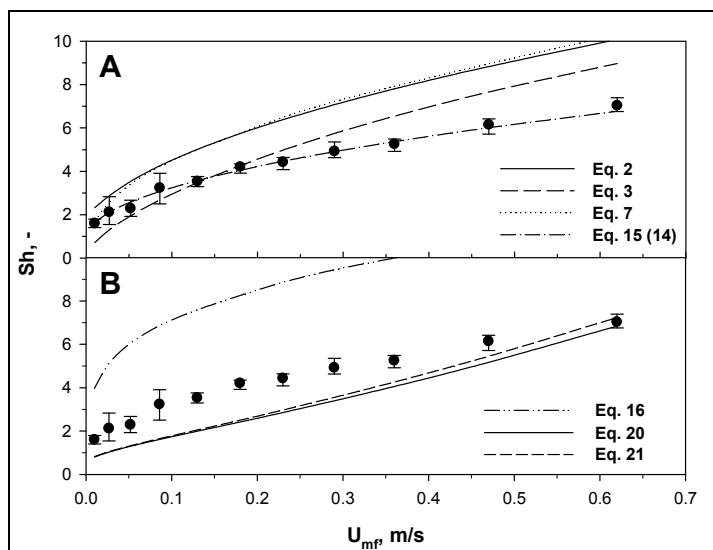 10
A
8
6
4
2
0
Eq. 2
Eq. 3
Eq. 7
Eq. 15 (14)
Sh, -
B
8
6
4
2
0
Eq. 16
Eq. 20
Eq. 21
0.0 0.1 0.2 0.3 0.4 0.5 0.6 0.7
Umf, m/s